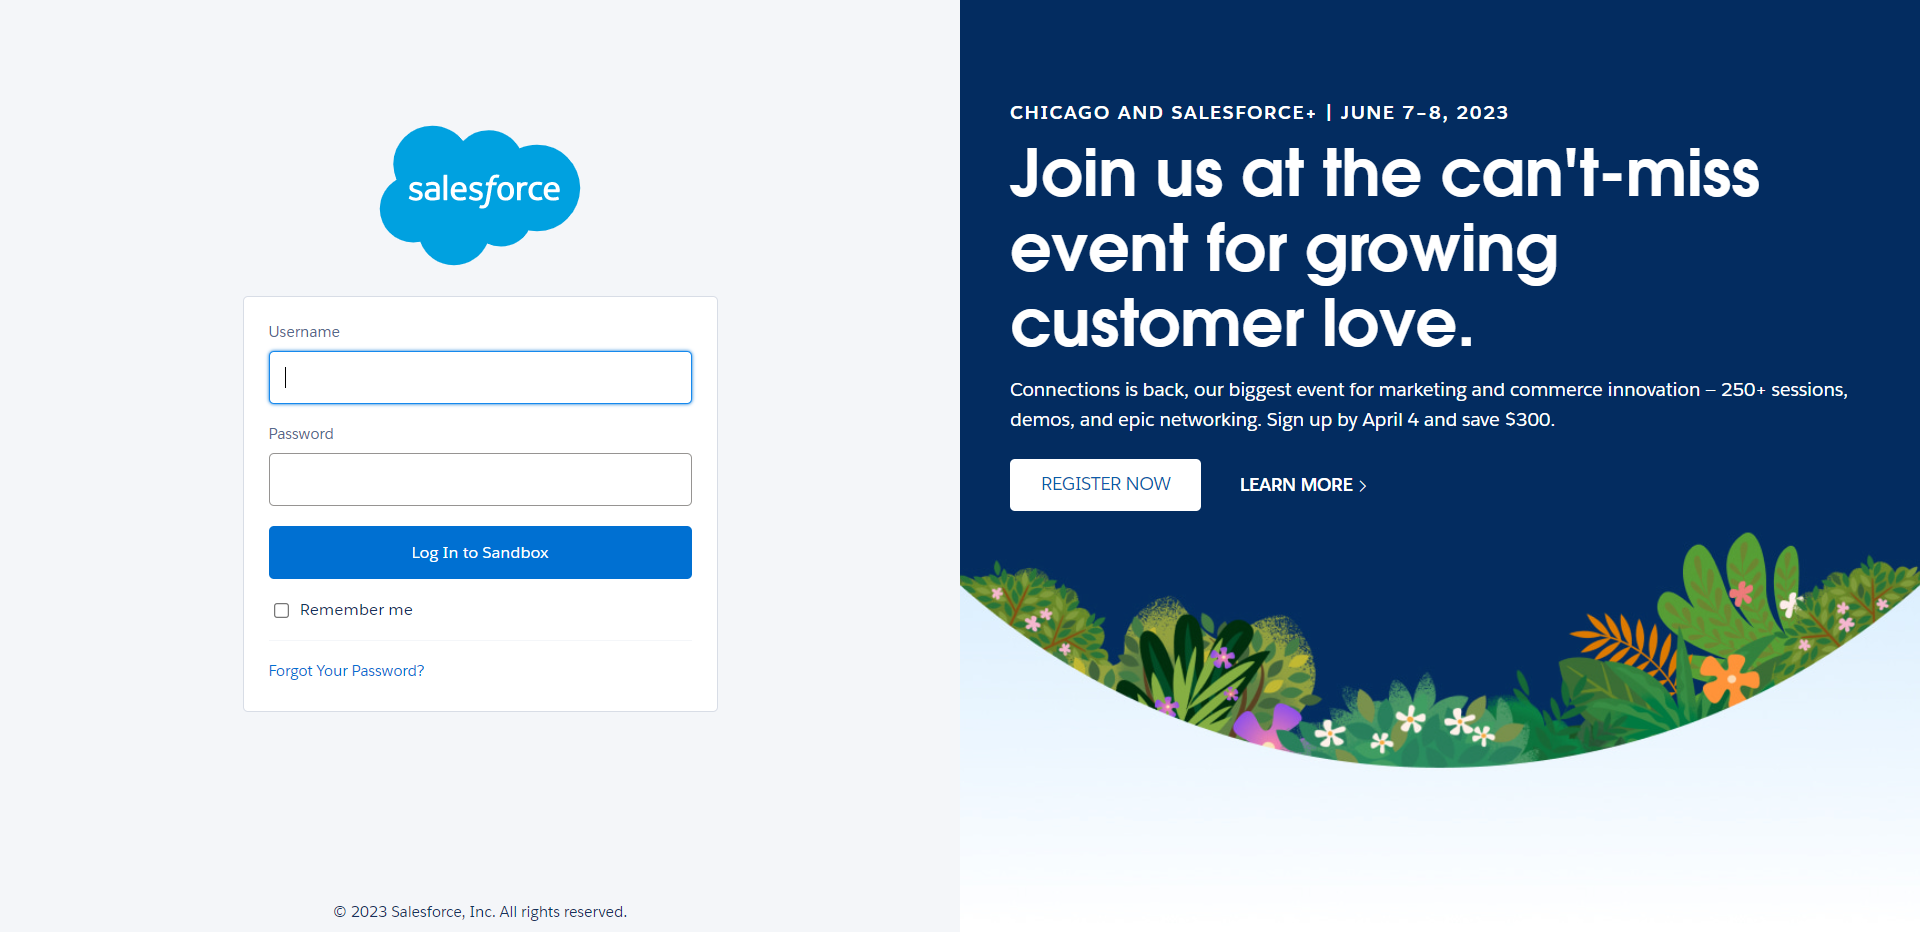 salesforce
Username
Password
Log In to Sandbox
Remember me
Forgot Your Password?
© 2023 Salesforce, Inc. All rights reserved.
CHICAGO AND SALESFORCE+ | JUNE 7–8, 2023
Join us at the can't-miss
event for growing
customer love.
Connections is back, our biggest event for marketing and commerce innovation — 250+ sessions,
demos, and epic networking. Sign up by April 4 and save $300.
REGISTER NOW
LEARN MORE >